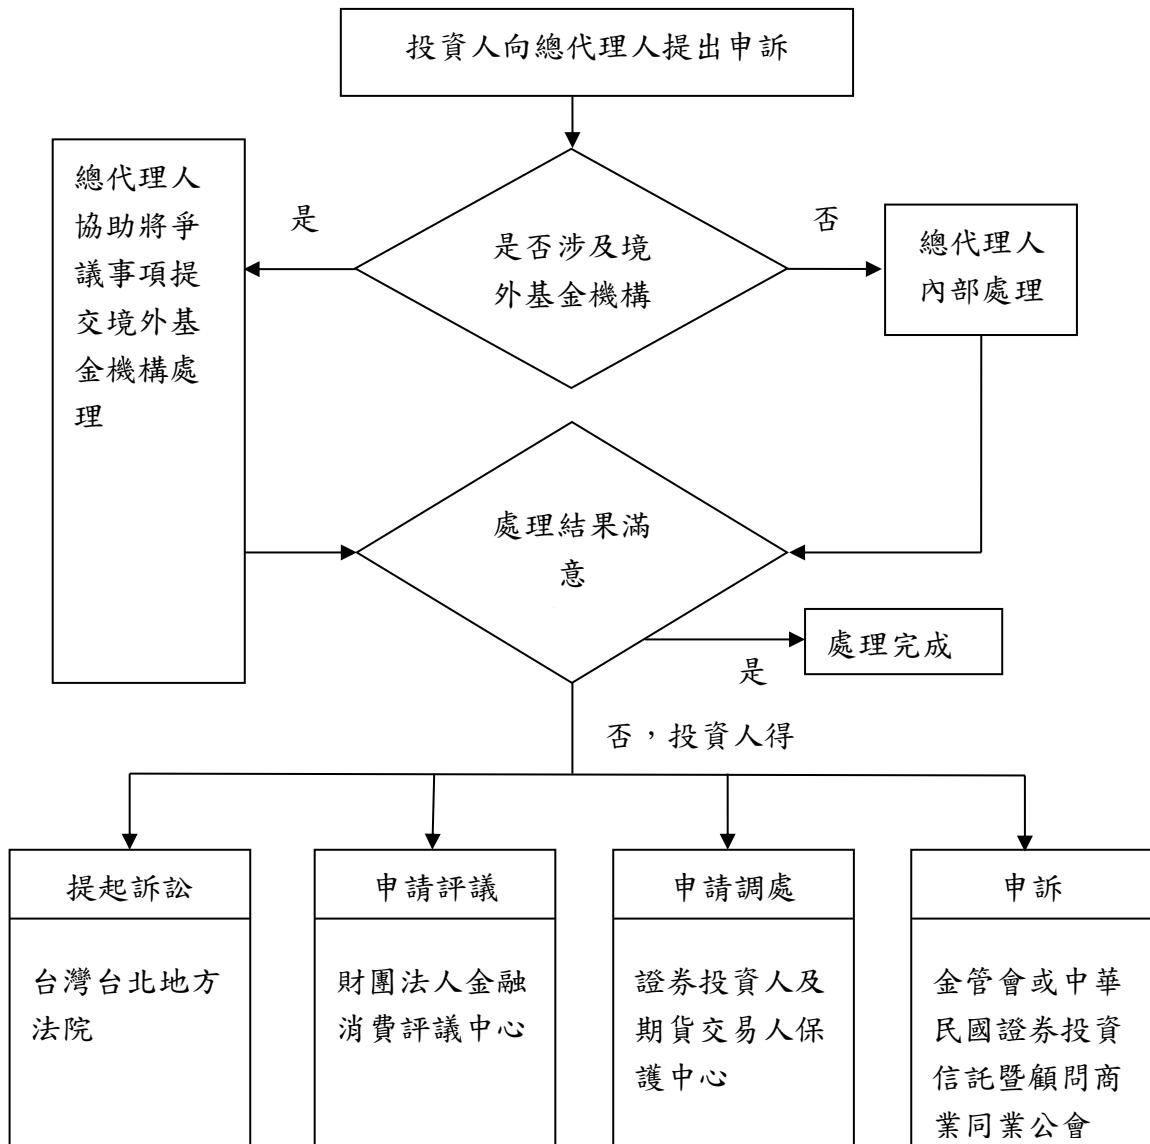 投資人向總代理人提出申訴
總代理人
協助將爭
議事項提
交境外基
金機構處
理
是
是否涉及境
外基金機構
否
總代理人
內部處理
處理結果滿
意
處理完成
是
否，投資人得
提起訴訟
台灣台北地方
法院
申請評議
財團法人金融
消費評議中心
申請調處
證券投資人及
期貨交易人保
護中心
申訴
金管會或中華
民國證券投資
信託暨顧問商
業同業公會